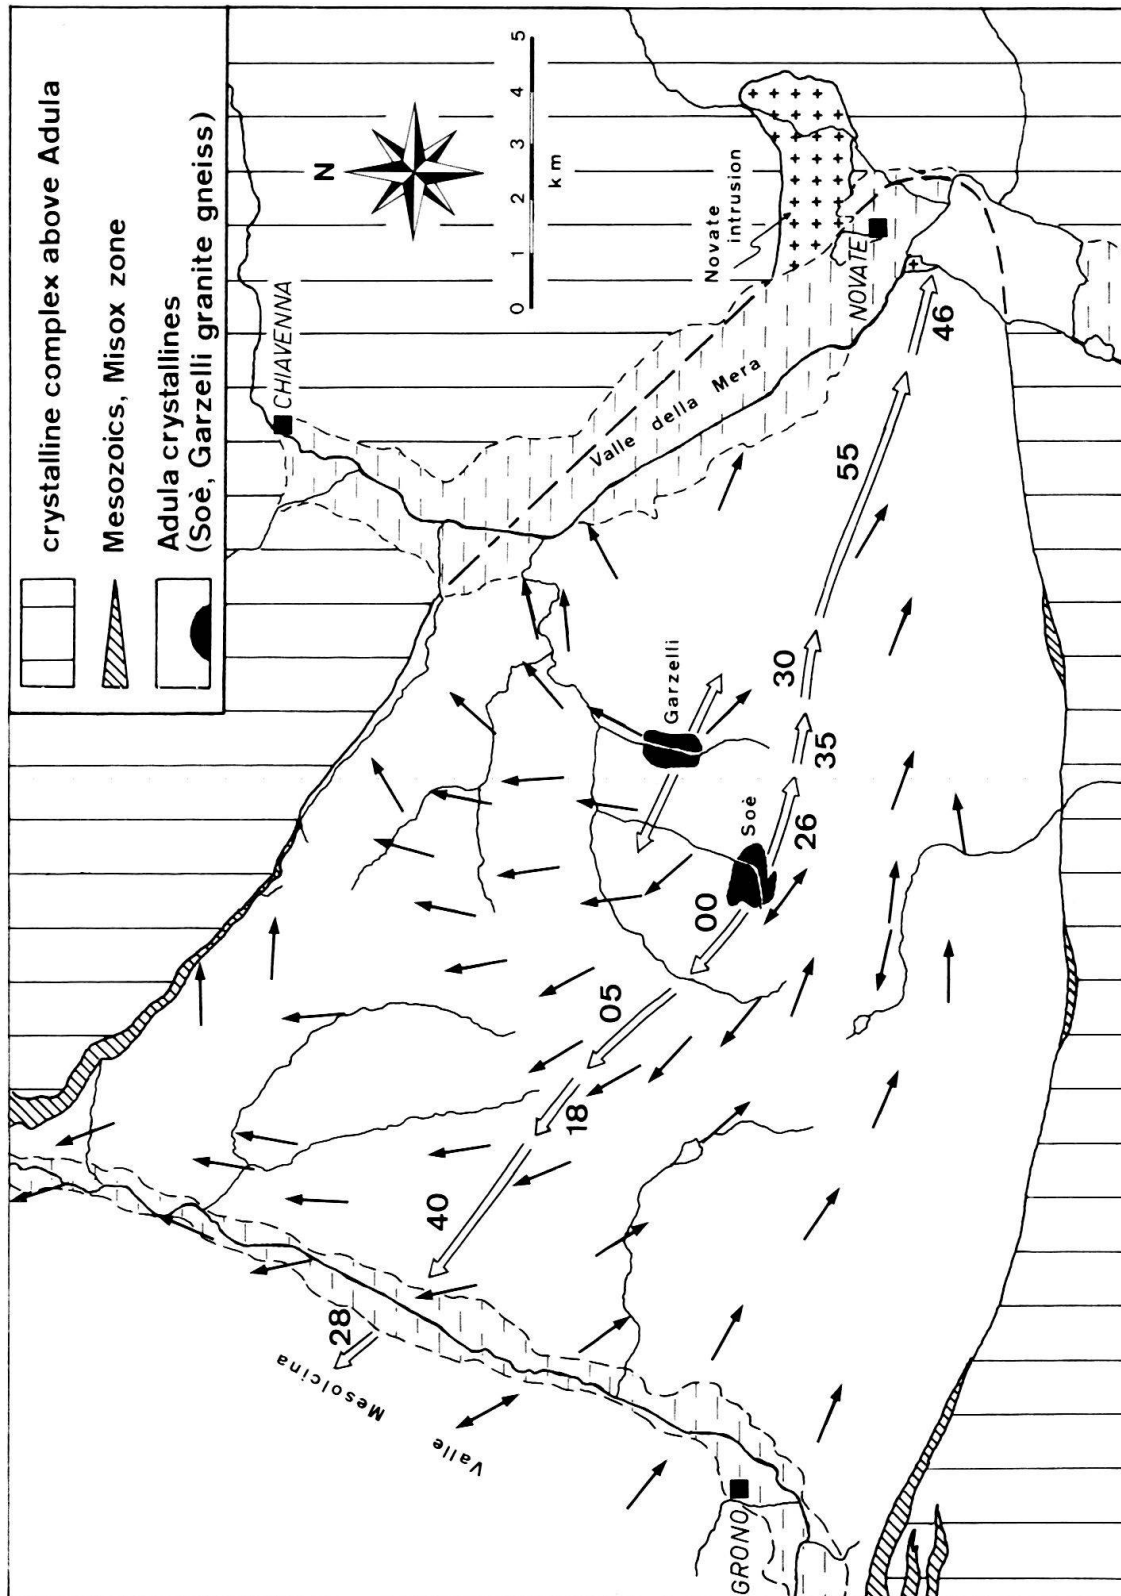 crystalline complex above Adula
Mesozoics, Misox zone
Adula crystallines
(Soè, Garzelli granite gneiss)
N
0 1 2 3 4 5
km
CHIAVENNA
Novate
intrusion
NOVATE
Valle della Mera
46
55
30
35
26
Garzelli
Soè
00
05
18
40
28
Valle Mesolcina
GRONO